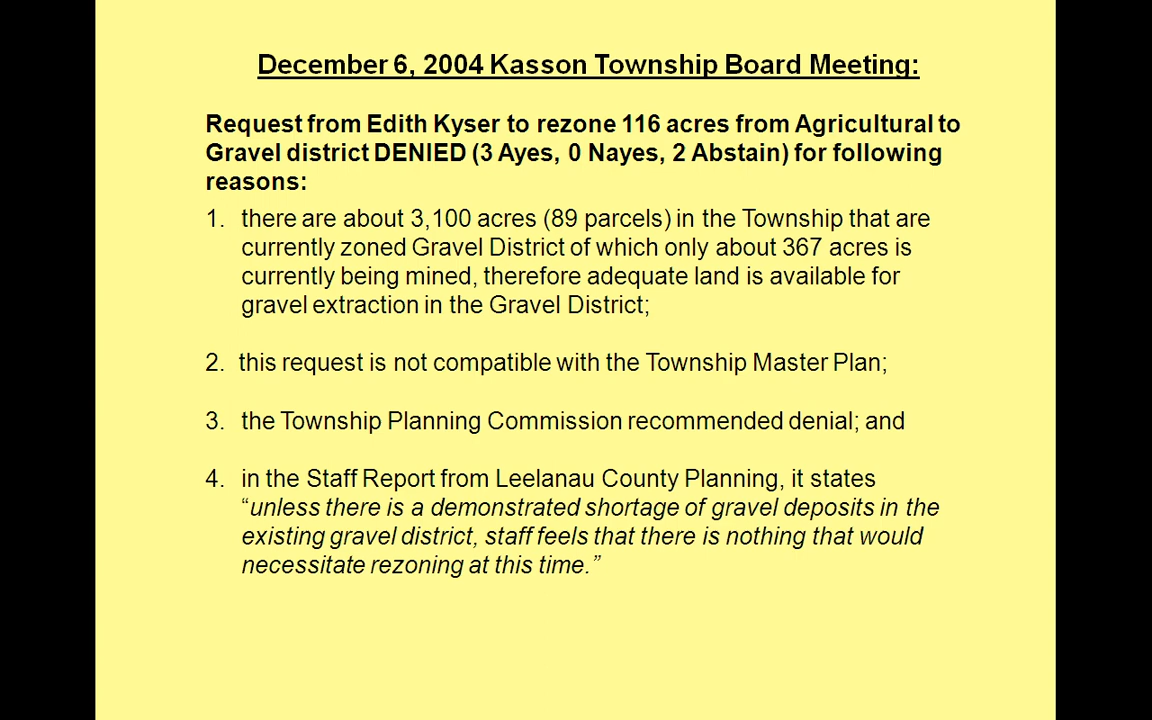 December 6, 2004 Kasson Township Board Meeting:
Request from Edith Kyser to rezone 116 acres from Agricultural to
Gravel district DENIED (3 Ayes, 0 Nayes, 2 Abstain) for following
reasons:
1. there are about 3,100 acres (89 parcels) in the Township that are
currently zoned Gravel District of which only about 367 acres is
currently being mined, therefore adequate land is available for
gravel extraction in the Gravel District;
2. this request is not compatible with the Township Master Plan;
3. the Township Planning Commission recommended denial; and
4. in the Staff Report from Leelanau County Planning, it states
“unless there is a demonstrated shortage of gravel deposits in the
existing gravel district, staff feels that there is nothing that would
necessitate rezoning at this time.”